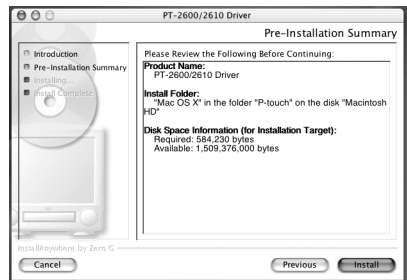 PT-2600/2610 Driver
Pre-Installation Summary
Introduction
Pre-Installation Summary
Installing...
Install Complete
Please Review the Following Before Continuing:
Product Name:
PT-2600/2610 Driver
Install Folder:
"Mac OS X" in the folder "P-touch" on the disk "Macintosh
HD"
Disk Space Information (for Installation Target):
Required: 584,230 bytes
Available: 1,509,376,000 bytes
InstallAnywhere by Zero G
Cancel
Previous
Install